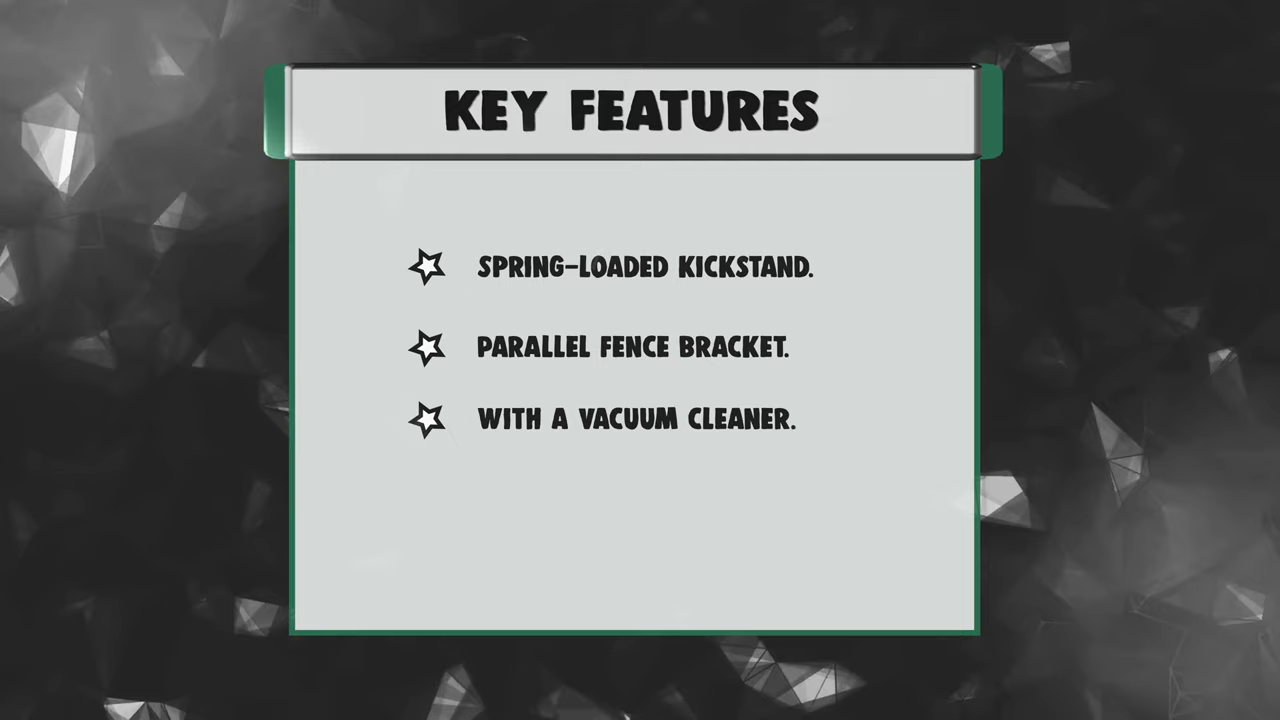 KEY FEATURES
SPRING-LOADED KICKSTAND.
PARALLEL FENCE BRACKET.
WITH A VACUUM CLEANER.